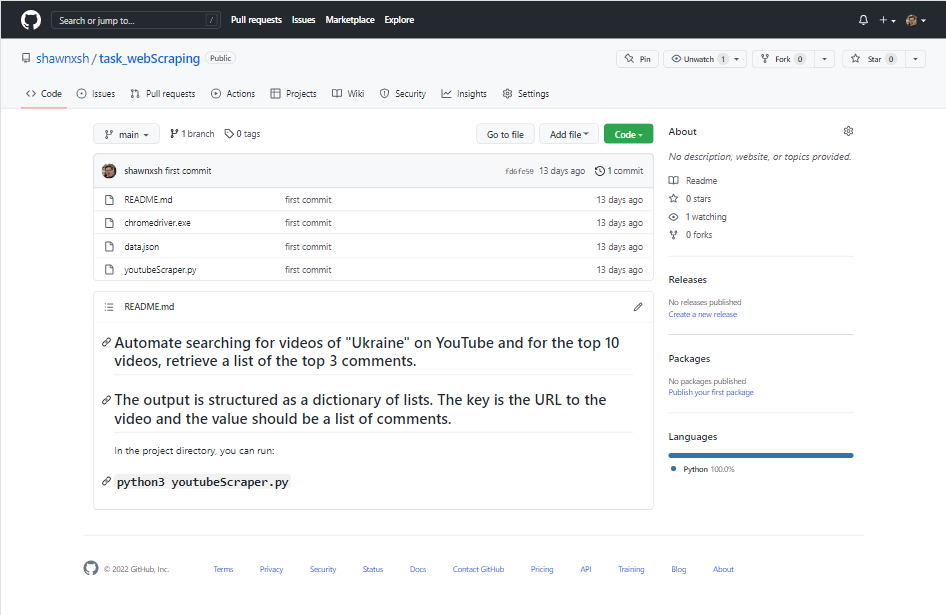 Search or jump to... / Pull requests Issues Marketplace Explore
shawnxsh / task_webScraping Public Pin Unwatch 1 Fork 0 Star 0
Code Issues Pull requests Actions Projects Wiki Security Insights Settings
main 1 branch 0 tags Go to file Add file Code
shawnxsh first commit fd6fe59 13 days ago 1 commit
README.md first commit 13 days ago
chromedriver.exe first commit 13 days ago
data.json first commit 13 days ago
youtubeScraper.py first commit 13 days ago
README.md
Automate searching for videos of "Ukraine" on YouTube and for the top 10
videos, retrieve a list of the top 3 comments.
The output is structured as a dictionary of lists. The key is the URL to the
video and the value should be a list of comments.
In the project directory, you can run:
python3 youtubeScraper.py
About
No description, website, or topics provided.
Readme
0 stars
1 watching
0 forks
Releases
No releases published
Create a new release
Packages
No packages published
Publish your first package
Languages
Python 100.0%
© 2022 GitHub, Inc. Terms Privacy Security Status Docs Contact GitHub Pricing API Training Blog About